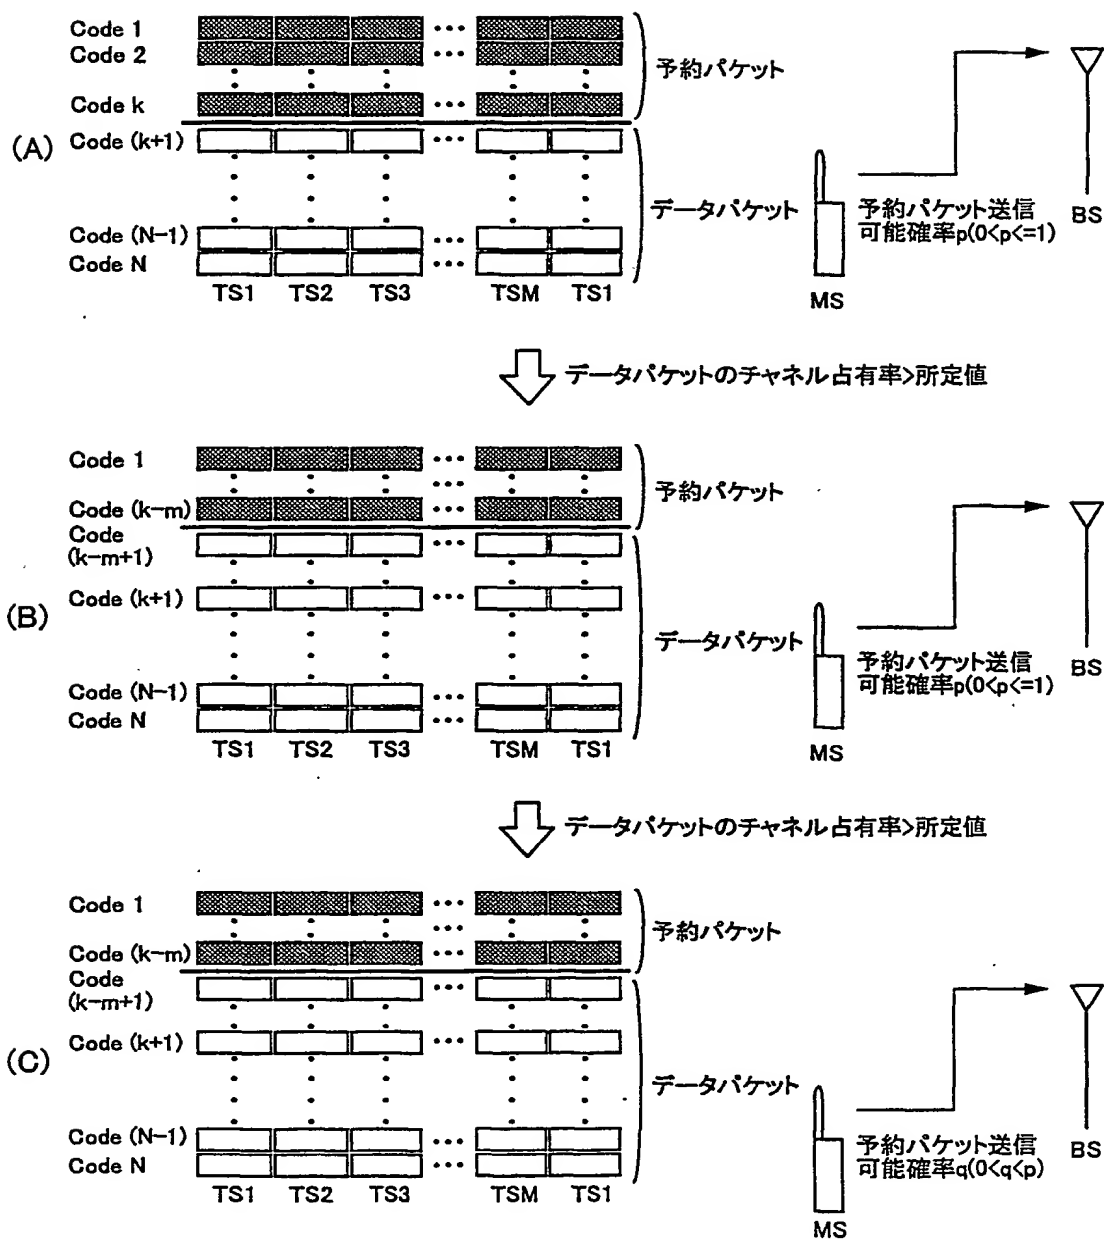 (A)
Code 1
Code 2
Code k
Code (k+1)
Code (N-1)
Code N
TS1 TS2 TS3 TSM TS1
予約パケット
データパケット
MS
予約パケット送信
可能確率p(0<p<=1)
BS
データパケットのチャネル占有率>所定値
(B)
Code 1
Code (k-m)
Code
(k-m+1)
Code (k+1)
Code (N-1)
Code N
TS1 TS2 TS3 TSM TS1
予約パケット
データパケット
MS
予約パケット送信
可能確率p(0<p<=1)
BS
データパケットのチャネル占有率>所定値
(C)
Code 1
Code (k-m)
Code
(k-m+1)
Code (k+1)
Code (N-1)
Code N
TS1 TS2 TS3 TSM TS1
予約パケット
データパケット
MS
予約パケット送信
可能確率q(0<q<p)
BS